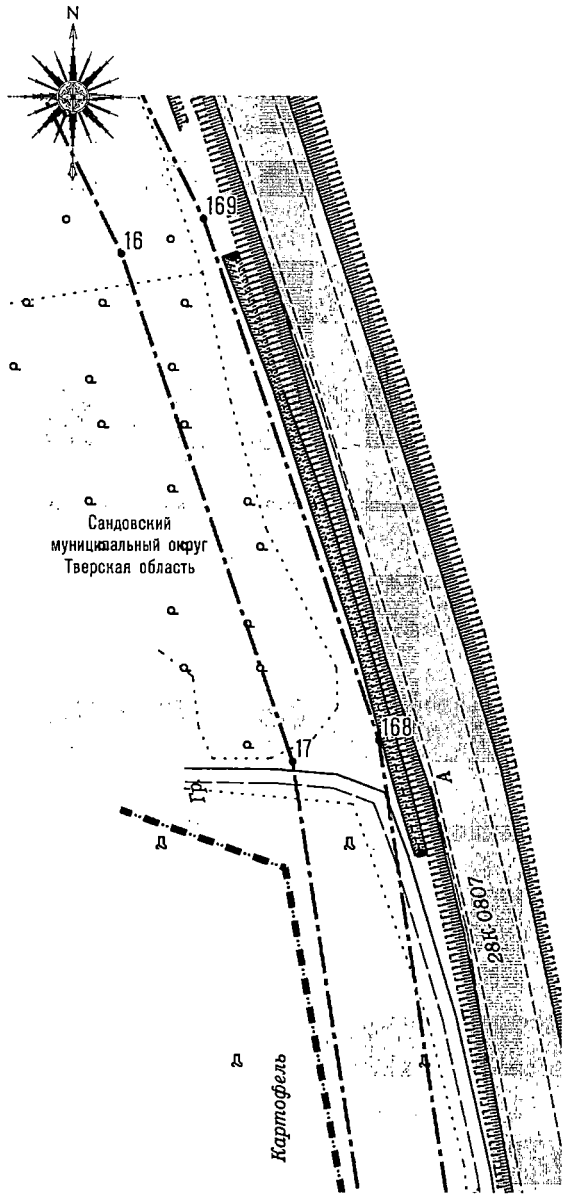 N
169
16
Сандовский
муниципальный округ
Тверская область
168
17
А
Гр
28К-0807
Картофель